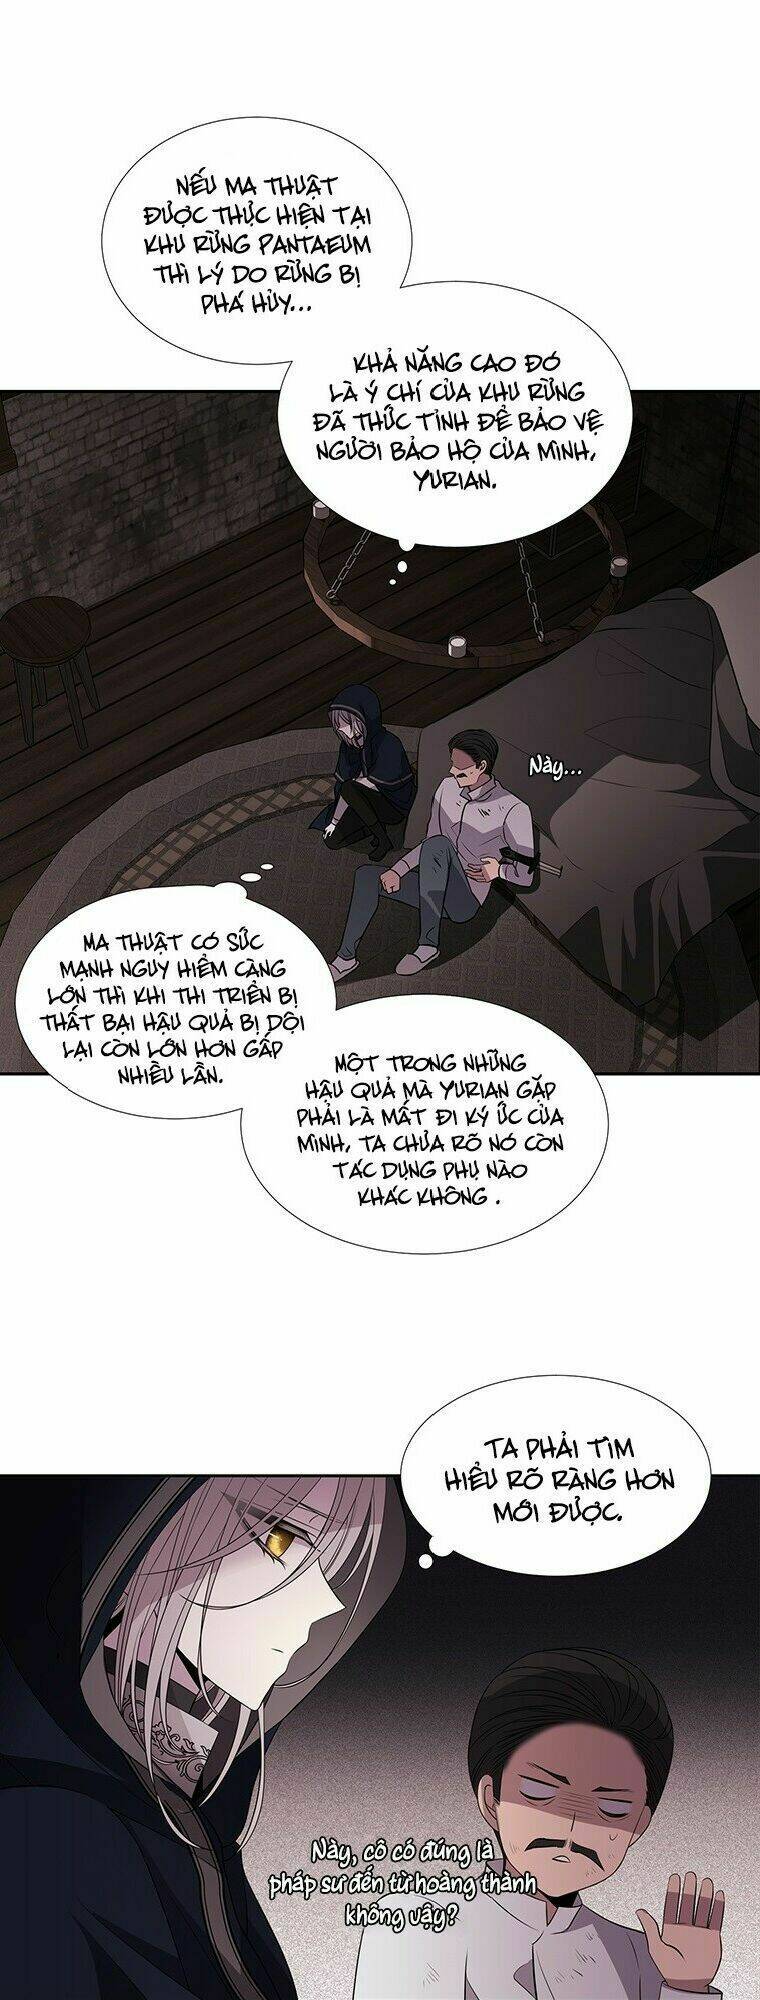 NẾU MA THUẬT
ĐƯỢC THỰC HIỆN TẠI
KHU RỪNG PANTAEUM
THÌ LÝ DO RỪNG BỊ
PHÁ HỦY...
KHẢ NĂNG CAO ĐÓ
LÀ Ý CHÍ CỦA KHU RỪNG
ĐÃ THỨC TỈNH ĐỂ BẢO VỆ
NGƯỜI BẢO HỘ CỦA MÌNH,
YURIAN.
Này...
MA THUẬT CÓ SỨC
MẠNH NGUY HIỂM CÀNG
LỚN THÌ KHI THI TRIỂN BỊ
THẤT BẠI HẬU QUẢ BỊ DỘI
LẠI CÒN LỚN HƠN GẤP
NHIỀU LẦN.
MỘT TRONG NHỮNG
HẬU QUẢ MÀ YURIAN GẶP
PHẢI LÀ MẤT ĐI KÝ ỨC CỦA
MÌNH, TA CHƯA RÕ NÓ CÒN
TÁC DỤNG PHỤ NÀO
KHÁC KHÔNG .
TA PHẢI TÌM
HIỂU RÕ RÀNG HƠN
MỚI ĐƯỢC.
Này, cô có đúng là
pháp sư đến từ hoàng thành
không vậy?